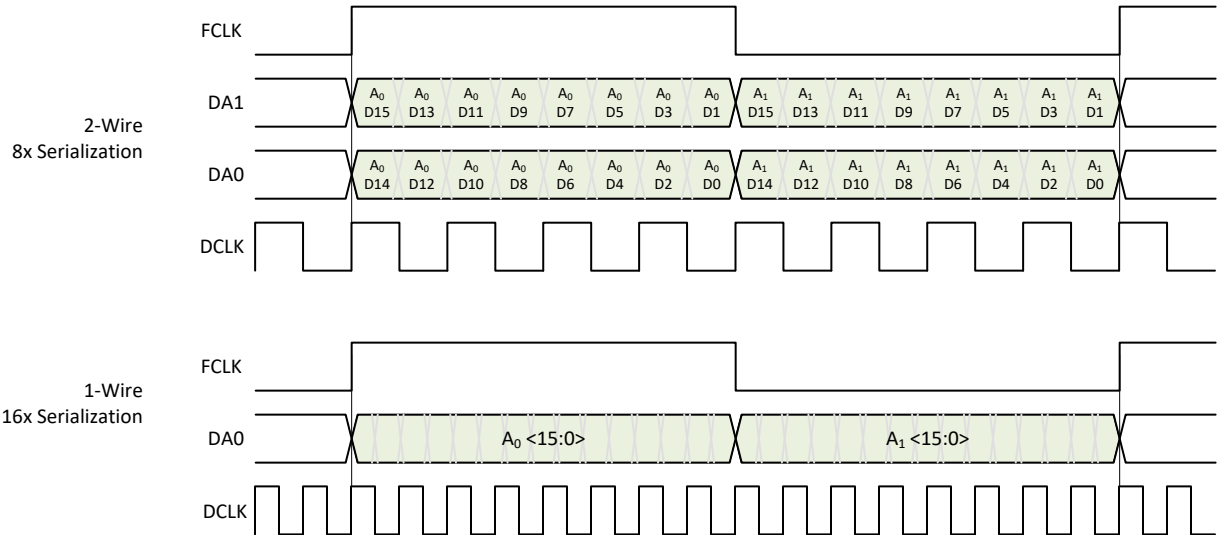 FCLK
DA1
A0 A0 A0 A0 A0 A0 A0 A0 A1 A1 A1 A1 A1 A1 A1 A1
D15 D13 D11 D9 D7 D5 D3 D1 D15 D13 D11 D9 D7 D5 D3 D1
2-Wire
8x Serialization
DA0
A0 A0 A0 A0 A0 A0 A0 A0 A1 A1 A1 A1 A1 A1 A1 A1
D14 D12 D10 D8 D6 D4 D2 D0 D14 D12 D10 D8 D6 D4 D2 D0
DCLK
FCLK
1-Wire
16x Serialization
DA0
A0 <15:0> A1 <15:0>
DCLK